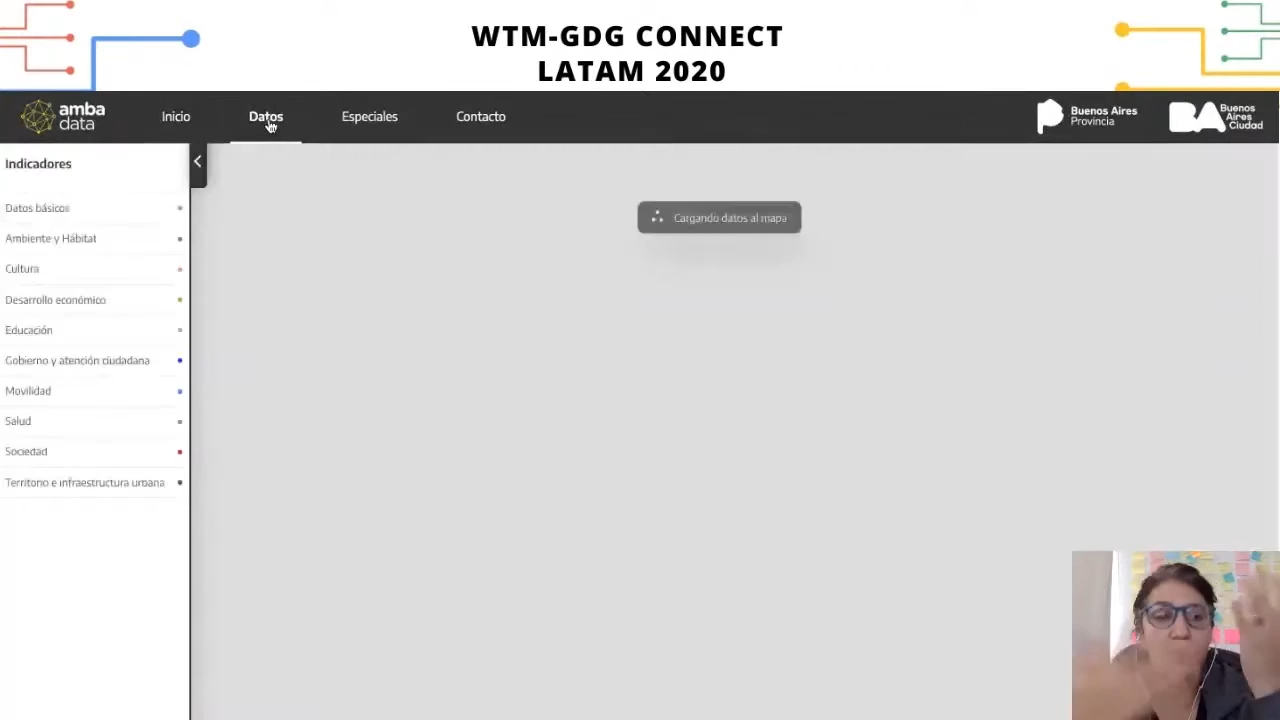 WTM-GDG CONNECT
LATAM 2020
amba
data
Inicio
Datos
Especiales
Contacto
Buenos Aires
Provincia
BA
Buenos
Aires
Ciudad
Indicadores
Datos básicos
Ambiente y Hábitat
Cultura
Desarrollo económico
Educación
Gobierno y atención ciudadana
Movilidad
Salud
Sociedad
Territorio e infraestructura urbana
Cargando datos al mapa